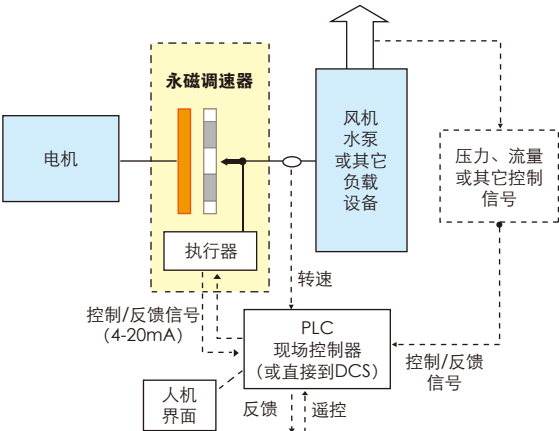 永磁调速器
电机
风机
水泵
或其它
负载
设备
压力、流量
或其它控制
信号
执行器
转速
控制/反馈信号
（4-20mA）
PLC
现场控制器
（或直接到DCS）
控制/反馈
信号
人机
界面
反馈
遥控